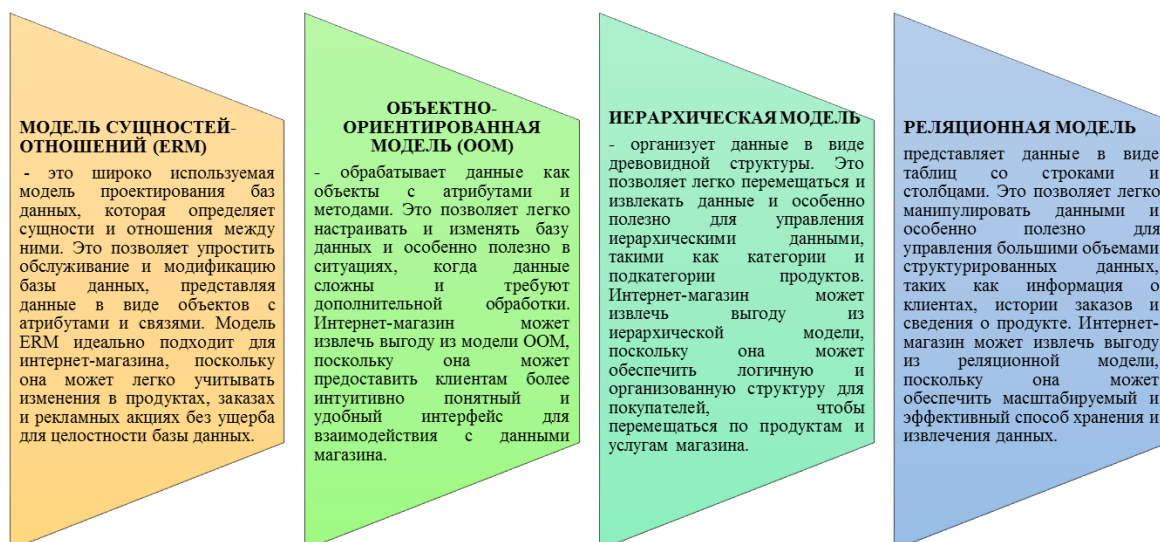 МОДЕЛЬ СУЩНОСТЕЙ-
ОТНОШЕНИЙ (ERM)
- это широко используемая
модель проектирования баз
данных, которая определяет
сущности и отношения между
ними. Это позволяет упростить
обслуживание и модификацию
базы данных, представляя
данные в виде объектов с
атрибутами и связями. Модель
ERM идеально подходит для
интернет-магазина, поскольку
она может легко учитывать
изменения в продуктах, заказах
и рекламных акциях без ущерба
для целостности базы данных.
ОБЪЕКТНО-
ОРИЕНТИРОВАННАЯ
МОДЕЛЬ (OOM)
- обрабатывает данные как
объекты с атрибутами и
методами. Это позволяет легко
настраивать и изменять базу
данных и особенно полезно в
ситуациях, когда данные
сложны и требуют
дополнительной обработки.
Интернет-магазин может
извлечь выгоду из модели OOM,
поскольку она может
предоставить клиентам более
интуитивно понятный и
удобный интерфейс для
взаимодействия с данными
магазина.
ИЕРАРХИЧЕСКАЯ МОДЕЛЬ
- организует данные в виде
древовидной структуры. Это
позволяет легко перемещаться и
извлекать данные и особенно
полезно для управления
иерархическими данными,
такими как категории и
подкатегории продуктов.
Интернет-магазин может
извлечь выгоду из
иерархической модели,
поскольку она может
обеспечить логичную и
организованную структуру для
покупателей, чтобы
перемещаться по продуктам и
услугам магазина.
РЕЛЯЦИОННАЯ МОДЕЛЬ
представляет данные в виде
таблиц со строками и
столбцами. Это позволяет легко
манипулировать данными и
особенно полезно для
управления большими объемами
структурированных данных,
таких как информация о
клиентах, истории заказов и
сведения о продукте. Интернет-
магазин может извлечь выгоду
из реляционной модели,
поскольку она может
обеспечить масштабируемый и
эффективный способ хранения и
извлечения данных.